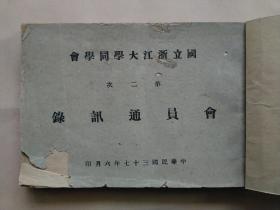 國立浙江大學同學會
第二次
會員通訊錄
中華民國三十七年六月印